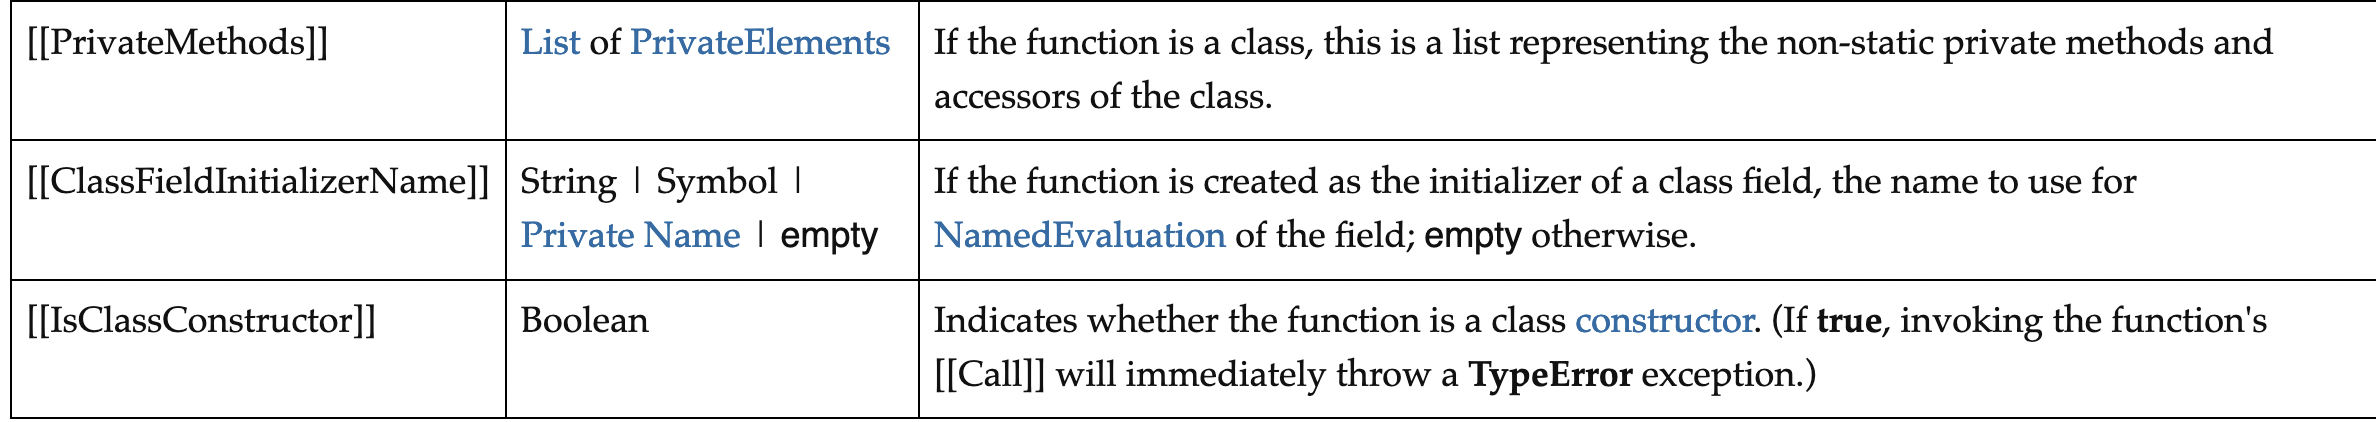 [[PrivateMethods]]
List of PrivateElements
If the function is a class, this is a list representing the non-static private methods and
accessors of the class.
[[ClassFieldInitializerName]]
String | Symbol |
Private Name | empty
If the function is created as the initializer of a class field, the name to use for
NamedEvaluation of the field; empty otherwise.
[[IsClassConstructor]]
Boolean
Indicates whether the function is a class constructor. (If true, invoking the function's
[[Call]] will immediately throw a TypeError exception.)